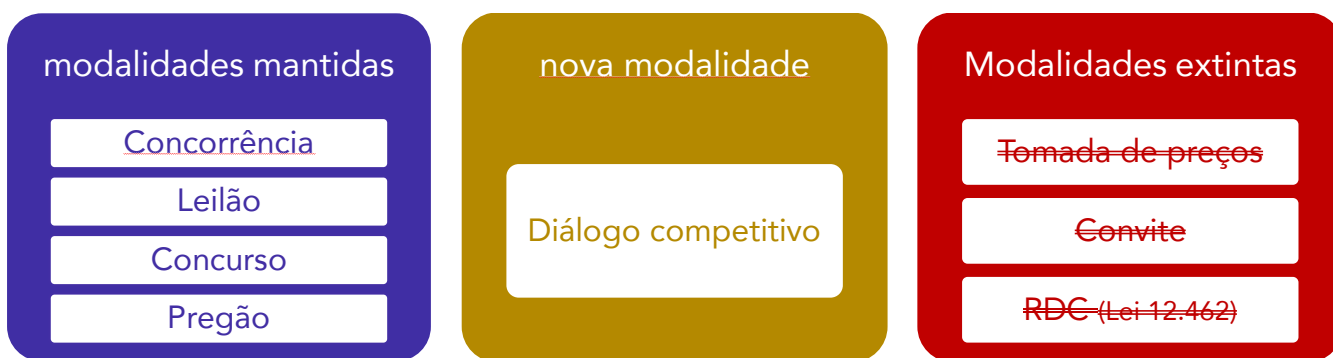 modalidades mantidas
Concorrência
Leilão
Concurso
Pregão
nova modalidade
Diálogo competitivo
Modalidades extintas
Tomada de preços
Convite
RDC (Lei 12.462)